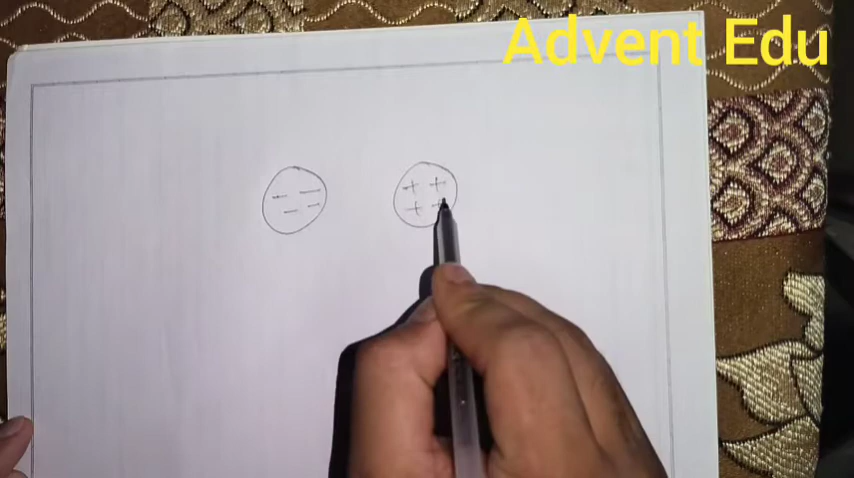 Advent Edu
− − + +
− − + +